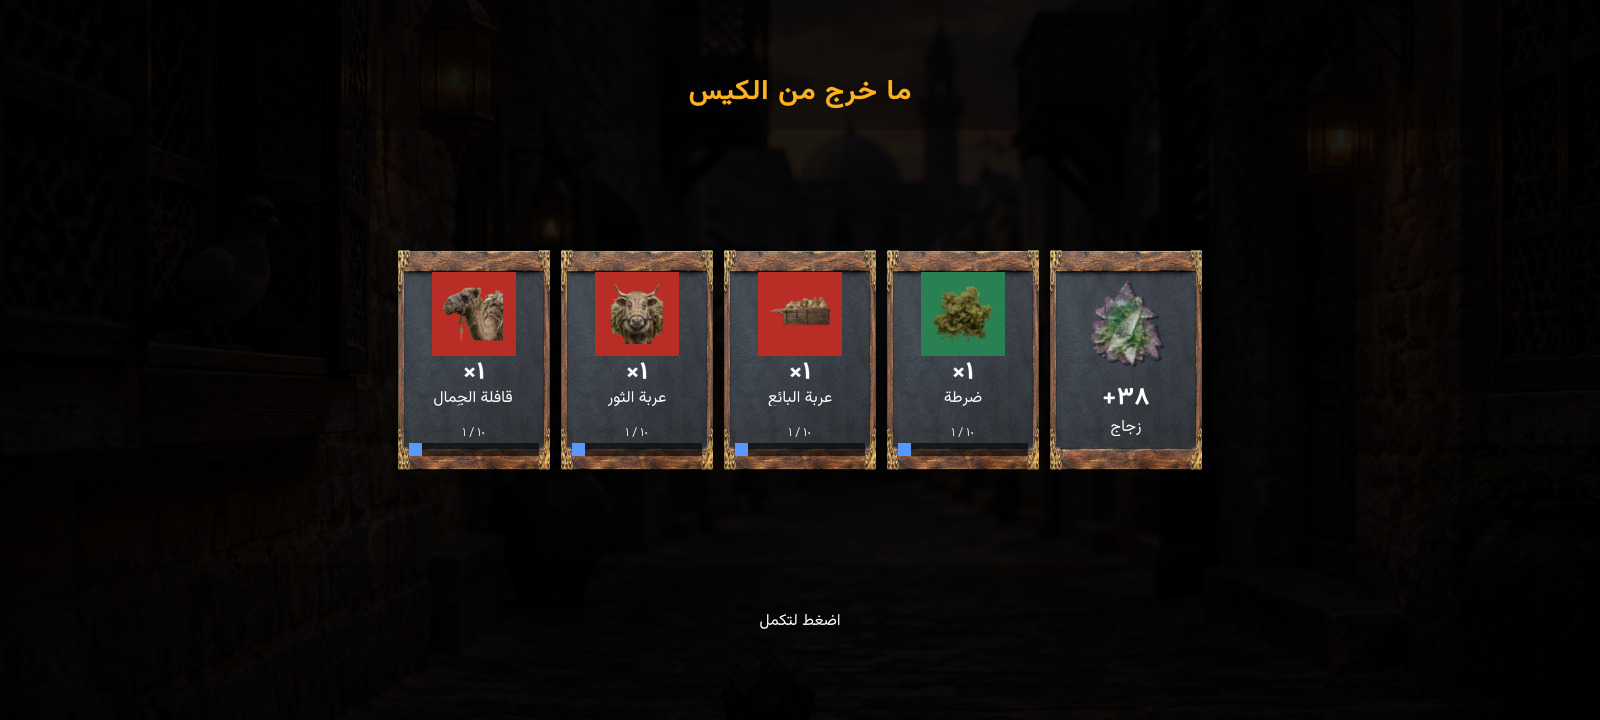 ما خرج من الكيس
+٣٨
زجاج
×١
ضرطة
١ / ١٠
×١
عربة البائع
١ / ١٠
×١
عربة الثور
١ / ١٠
×١
قافلة الجمال
١ / ١٠
اضغط لتكمل